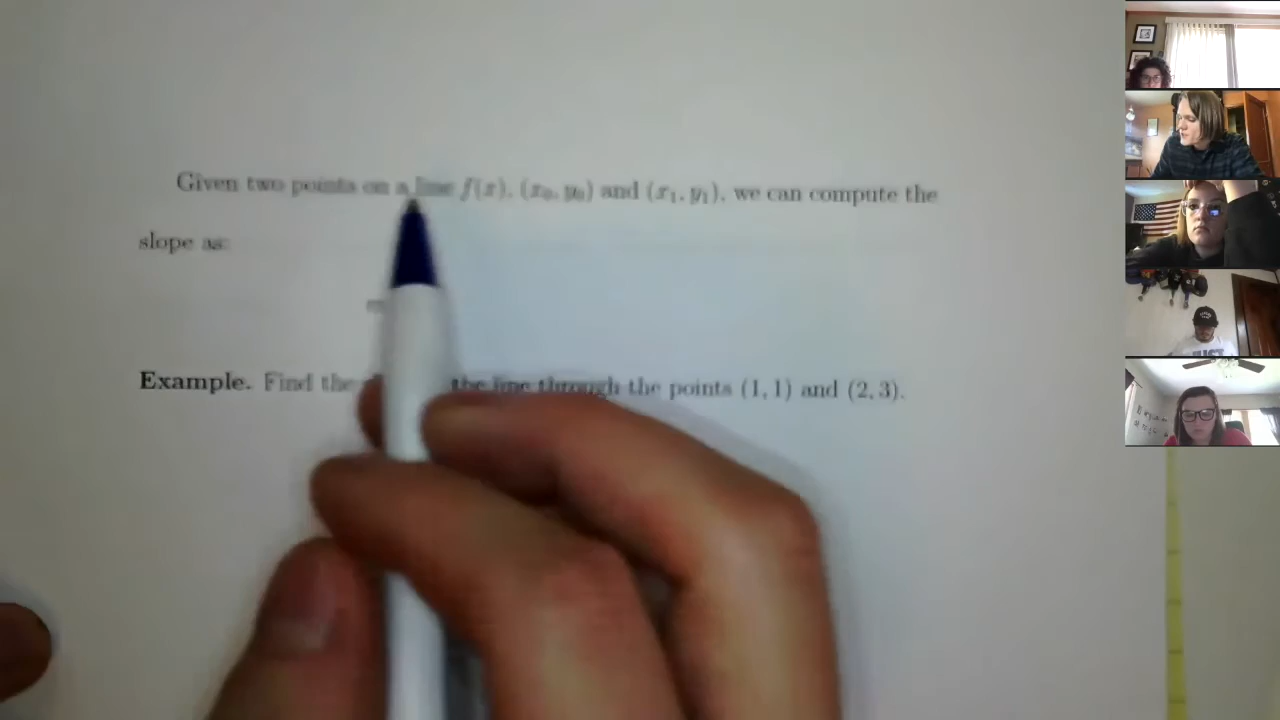 Given two points on a line f(x), (x₀, y₀) and (x₁, y₁), we can compute the
slope as:
Example. Find the the line through the points (1, 1) and (2, 3).